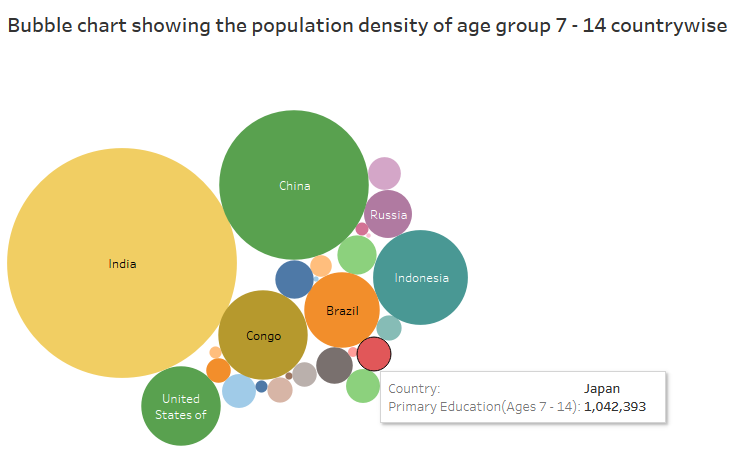 Bubble chart showing the population density of age group 7 - 14 countrywise
China
Russia
India
Indonesia
Brazil
Congo
United
States of
Country: Japan
Primary Education(Ages 7 - 14): 1,042,393